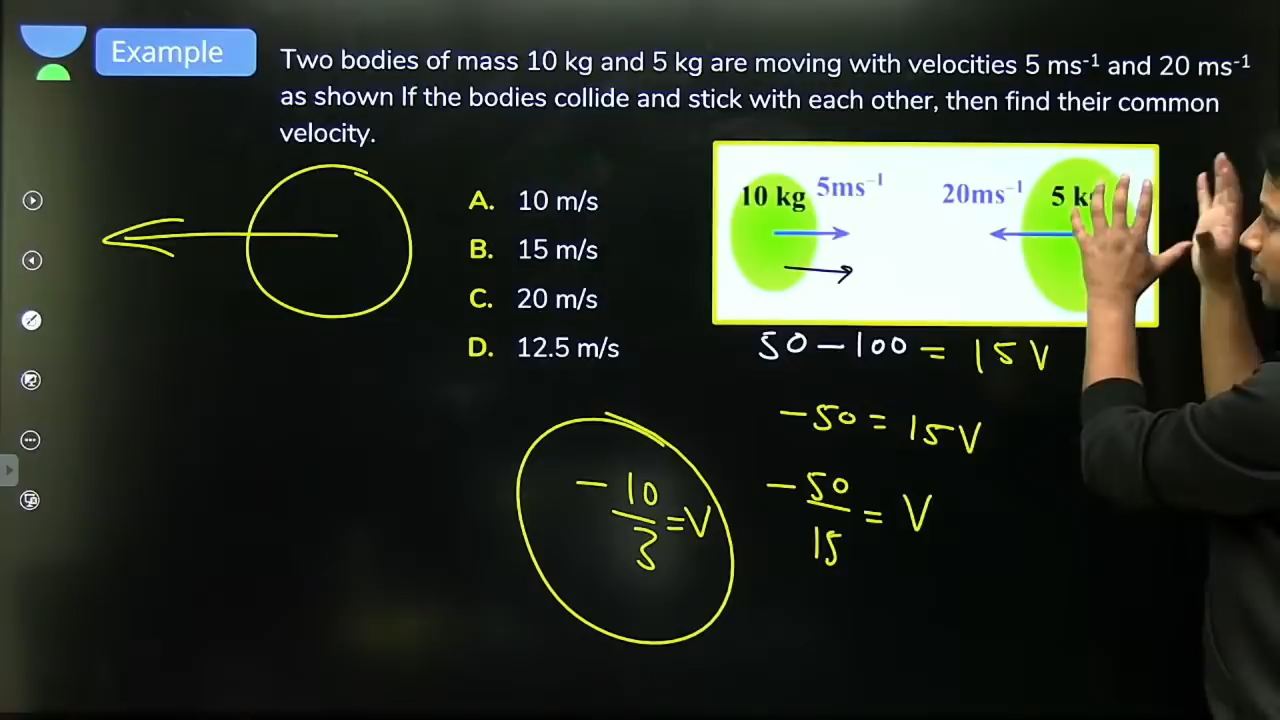 Example
Two bodies of mass 10 kg and 5 kg are moving with velocities 5 ms⁻¹ and 20 ms⁻¹
as shown If the bodies collide and stick with each other, then find their common
velocity.
A. 10 m/s
B. 15 m/s
C. 20 m/s
D. 12.5 m/s
10 kg 5ms⁻¹ 20ms⁻¹ 5
50 - 100 = 15 V
- 50 = 15 V
- 50/15 = V
- 10/3 = V